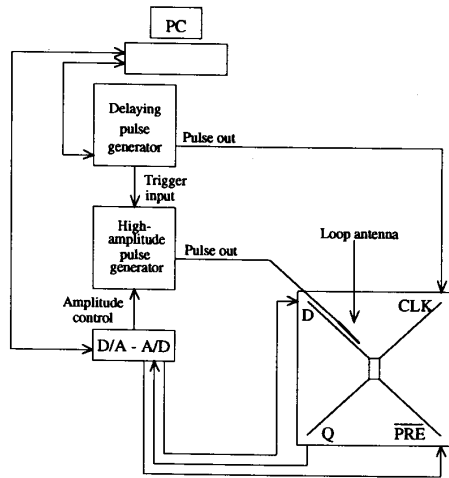 PC
Delaying
pulse
generator
Pulse out
Trigger
input
High-
amplitude
pulse
generator
Pulse out
Loop antenna
Amplitude
control
D/A - A/D
D
CLK
Q
PRE